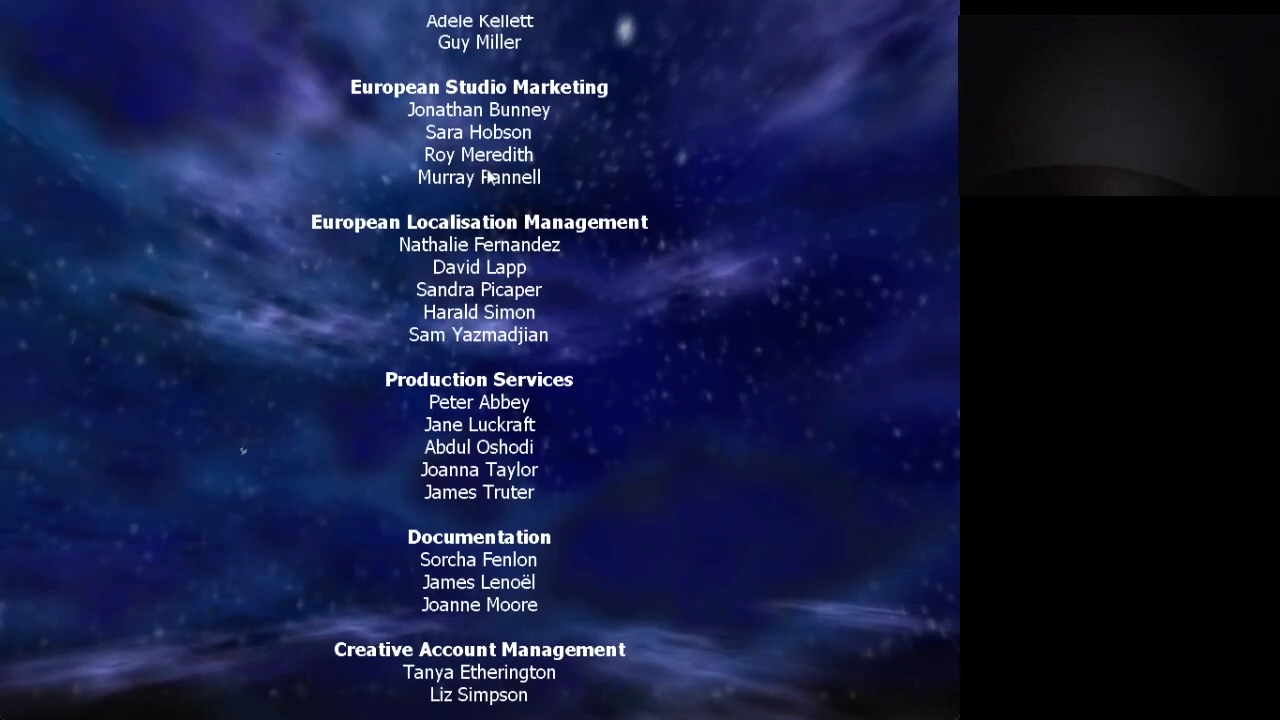 Adele Kellett
Guy Miller
European Studio Marketing
Jonathan Bunney
Sara Hobson
Roy Meredith
Murray Pannell
European Localisation Management
Nathalie Fernandez
David Lapp
Sandra Picaper
Harald Simon
Sam Yazmadjian
Production Services
Peter Abbey
Jane Luckraft
Abdul Oshodi
Joanna Taylor
James Truter
Documentation
Sorcha Fenlon
James Lenoël
Joanne Moore
Creative Account Management
Tanya Etherington
Liz Simpson